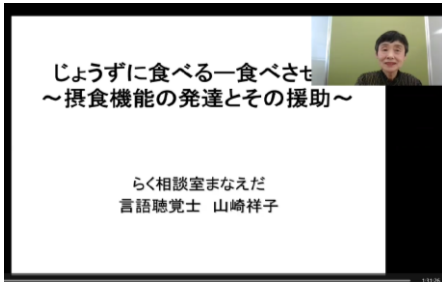 じょうずに食べる―食べさせ
～摂食機能の発達とその援助～
らく相談室まなえだ
言語聴覚士 山崎祥子